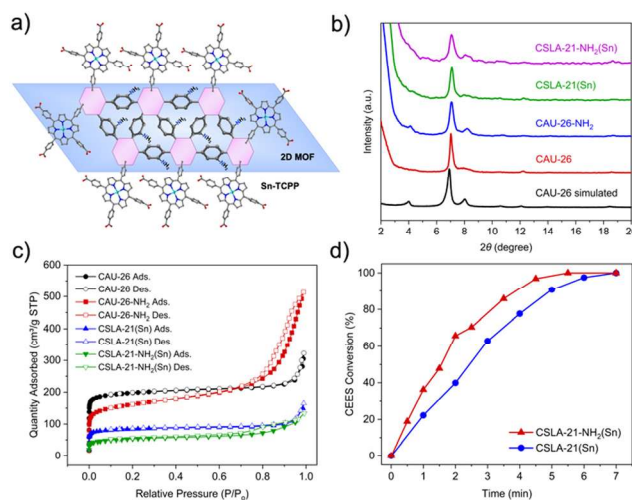 a)
2D MOF
Sn-TCPP
b)
Intensity (a.u.)
CSLA-21-NH₂(Sn)
CSLA-21(Sn)
CAU-26-NH₂
CAU-26
CAU-26 simulated
2 4 6 8 10 12 14 16 18 20
2θ (degree)
c)
Quantity Adsorbed (cm³/g STP)
600
500
400
300
200
100
0
CAU-26 Ads.
CAU-26 Des.
CAU-26-NH₂ Ads.
CAU-26-NH₂ Des.
CSLA-21(Sn) Ads.
CSLA-21(Sn) Des.
CSLA-21-NH₂(Sn) Ads.
CSLA-21-NH₂(Sn) Des.
0.0 0.2 0.4 0.6 0.8 1.0
Relative Pressure (P/P₀)
d)
CEES Conversion (%)
100
80
60
40
20
0
CSLA-21-NH₂(Sn)
CSLA-21(Sn)
0 1 2 3 4 5 6 7
Time (min)